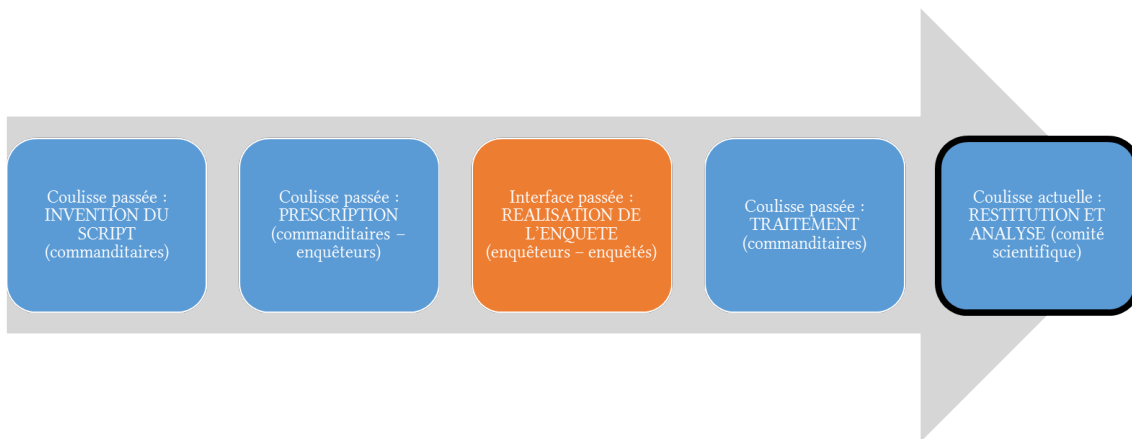 Coulisse passée :
INVENTION DU
SCRIPT
(commanditaires)
Coulisse passée :
PRESCRIPTION
(commanditaires –
enquêteurs)
Interface passée :
REALISATION DE
L'ENQUETE
(enquêteurs – enquêtés)
Coulisse passée :
TRAITEMENT
(commanditaires)
Coulisse actuelle :
RESTITUTION ET
ANALYSE (comité
scientifique)